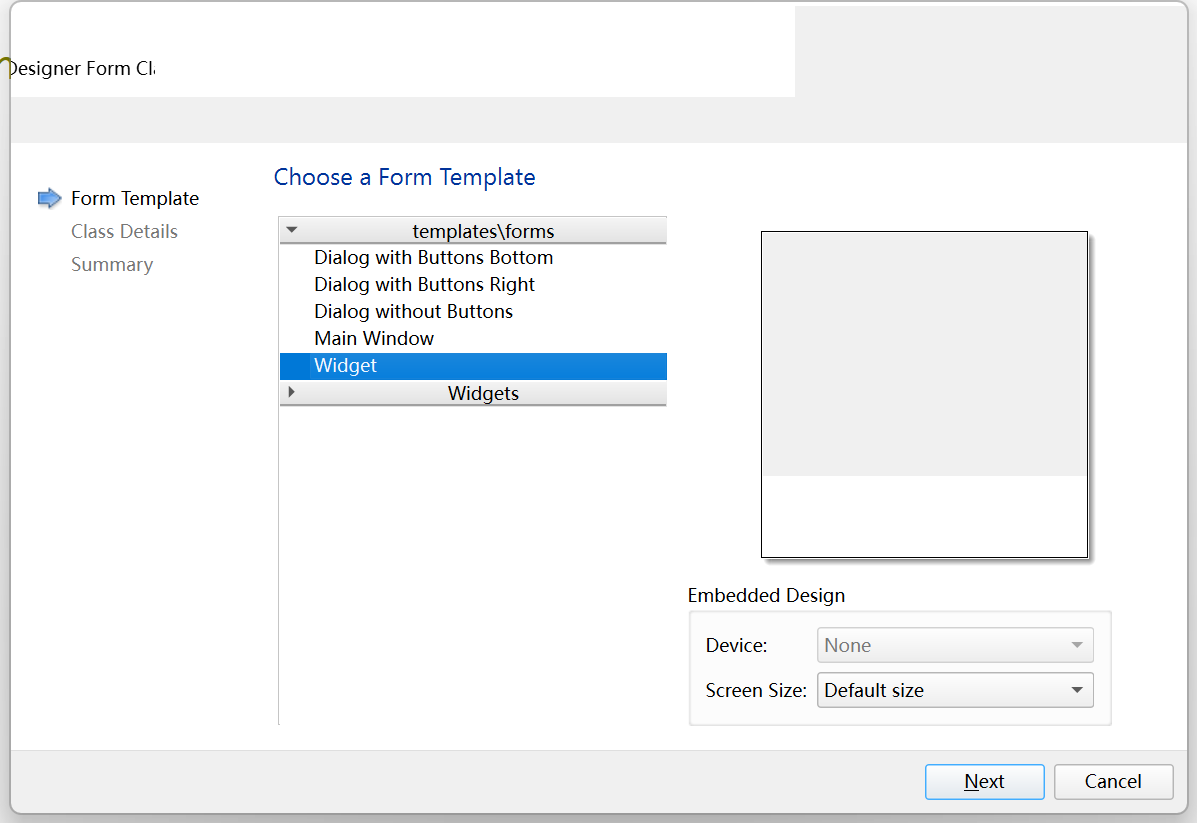 Designer Form Cl
Choose a Form Template
Form Template
Class Details
Summary
templates\forms
Dialog with Buttons Bottom
Dialog with Buttons Right
Dialog without Buttons
Main Window
Widget
Widgets
Embedded Design
Device: None
Screen Size: Default size
Next Cancel